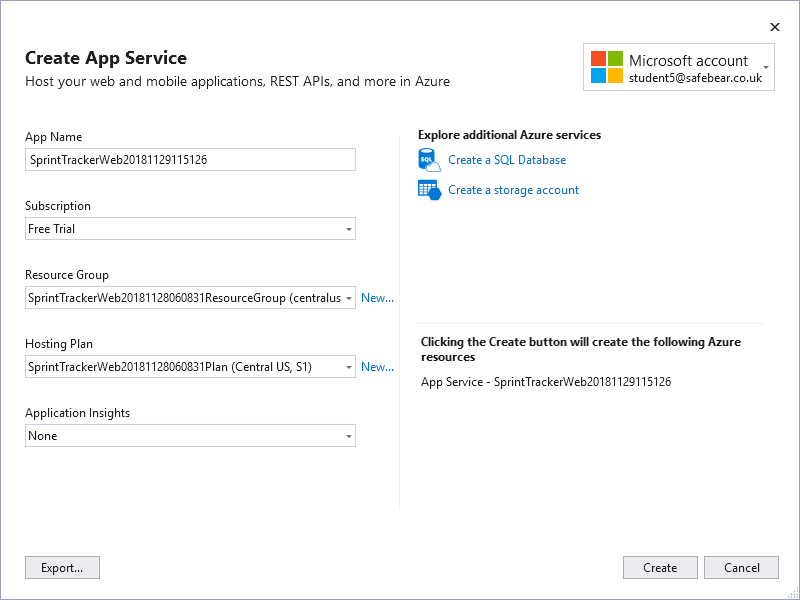 Create App Service
Host your web and mobile applications, REST APIs, and more in Azure
Microsoft account
student5@safebear.co.uk
App Name
SprintTrackerWeb20181129115126
Subscription
Free Trial
Resource Group
SprintTrackerWeb20181128060831ResourceGroup (centralus
New...
Hosting Plan
SprintTrackerWeb20181128060831Plan (Central US, S1)
New...
Application Insights
None
Explore additional Azure services
SQL
Create a SQL Database
Create a storage account
Clicking the Create button will create the following Azure
resources
App Service - SprintTrackerWeb20181129115126
Export...
Create
Cancel